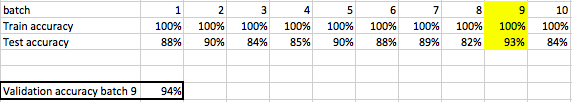 batch 1 2 3 4 5 6 7 8 9 10
Train accuracy 100% 100% 100% 100% 100% 100% 100% 100% 100% 100%
Test accuracy 88% 90% 84% 85% 90% 88% 89% 82% 93% 84%
Validation accuracy batch 9 94%